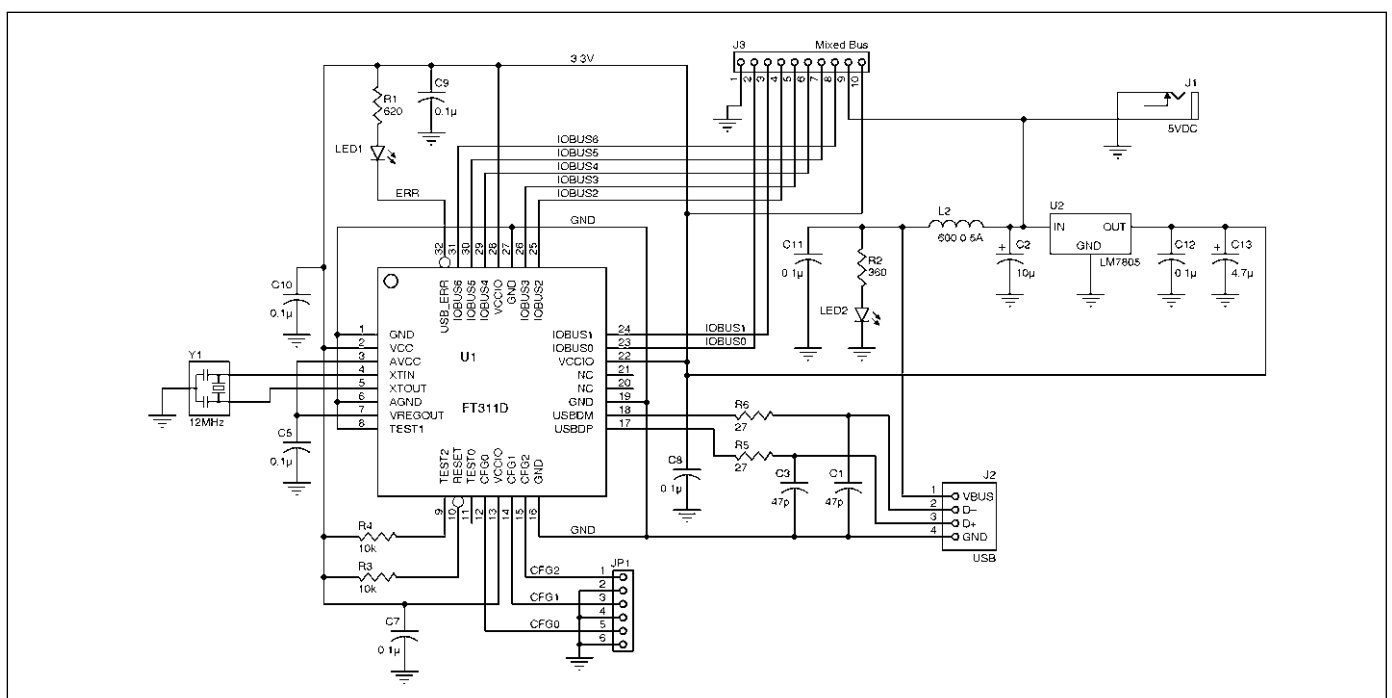 J3 Mixed Bus
3.3V
1 2 3 4 5 6 7 8 9 10
J1
5VDC
C9
0.1µ
R1
620
LED1
ERR
IOBUS6
IOBUS5
IOBUS4
IOBUS3
IOBUS2
GND
32 31 30 29 28 27 26 25
USB_ERR
IOBUS6
IOBUS5
IOBUS4
VCCIO
GND
IOBUS3
IOBUS2
L2
600 0.5A
U2
IN OUT
GND
LM7805
C11
0.1µ
R2
360
LED2
+ C2
10µ
C12
0.1µ
+ C13
4.7µ
C10
0.1µ
Y1
12MHz
U1
FT311D
1 GND
2 VCC
3 AVCC
4 XTIN
5 XTOUT
6 AGND
7 VREGOUT
8 TEST1
IOBUS1 24 IOBUS1
IOBUS0 23 IOBUS0
VCCIO 22
NC 21
NC 20
GND 19
USBDM 18
USBDP 17
TEST2
RESET
TEST0
CFG0
VCCIO
CFG1
CFG2
GND
9 10 11 12 13 14 15 16
C5
0.1µ
R6
27
R5
27
C8
0.1µ
C3
47p
C1
47p
J2
1 VBUS
2 D–
3 D+
4 GND
USB
GND
R4
10k
R3
10k
C7
0.1µ
JP1
CFG2 1
2
CFG1 3
4
CFG0 5
6